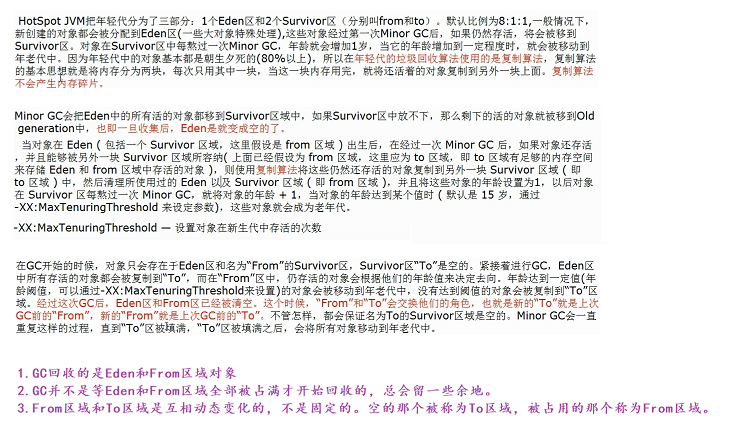 HotSpot JVM把年轻代分为了三部分：1个Eden区和2个Survivor区（分别叫from和to）。默认比例为8:1:1,一般情况下，
新创建的对象都会被分配到Eden区(一些大对象特殊处理),这些对象经过第一次Minor GC后，如果仍然存活，将会被移到
Survivor区。对象在Survivor区中每熬过一次Minor GC，年龄就会增加1岁，当它的年龄增加到一定程度时，就会被移动到
年老代中。因为年轻代中的对象基本都是朝生夕死的(80%以上)，所以在年轻代的垃圾回收算法使用的是复制算法，复制算法
的基本思想就是将内存分为两块，每次只用其中一块，当这一块内存用完，就将还活着的对象复制到另外一块上面。复制算法
不会产生内存碎片。
Minor GC会把Eden中的所有活的对象都移到Survivor区域中，如果Survivor区中放不下，那么剩下的活的对象就被移到Old
generation中，也即一旦收集后，Eden是就变成空的了。
当对象在 Eden ( 包括一个 Survivor 区域，这里假设是 from 区域 ) 出生后，在经过一次 Minor GC 后，如果对象还存活
，并且能够被另外一块 Survivor 区域所容纳( 上面已经假设为 from 区域，这里应为 to 区域，即 to 区域有足够的内存空间
来存储 Eden 和 from 区域中存活的对象 )，则使用复制算法将这些仍然还存活的对象复制到另外一块 Survivor 区域 ( 即
to 区域 ) 中，然后清理所使用过的 Eden 以及 Survivor 区域 ( 即 from 区域 )，并且将这些对象的年龄设置为1，以后对象
在 Survivor 区每熬过一次 Minor GC，就将对象的年龄 + 1，当对象的年龄达到某个值时 ( 默认是 15 岁，通过
-XX:MaxTenuringThreshold 来设定参数)，这些对象就会成为老年代。
-XX:MaxTenuringThreshold — 设置对象在新生代中存活的次数
在GC开始的时候，对象只会存在于Eden区和名为“From”的Survivor区，Survivor区“To”是空的。紧接着进行GC，Eden区
中所有存活的对象都会被复制到“To”，而在“From”区中，仍存活的对象会根据他们的年龄值来决定去向。年龄达到一定值(年
龄阈值，可以通过-XX:MaxTenuringThreshold来设置)的对象会被移动到年老代中，没有达到阈值的对象会被复制到“To”区
域。经过这次GC后，Eden区和From区已经被清空。这个时候，“From”和“To”会交换他们的角色，也就是新的“To”就是上次
GC前的“From”，新的“From”就是上次GC前的“To”。不管怎样，都会保证名为To的Survivor区域是空的。Minor GC会一直
重复这样的过程，直到“To”区被填满，“To”区被填满之后，会将所有对象移动到年老代中。
1.GC回收的是Eden和From区域对象
2.GC并不是等Eden和From区域全部被占满才开始回收的，总会留一些余地。
3.From区域和To区域是互相动态变化的，不是固定的。空的那个被称为To区域，被占用的那个称为From区域。